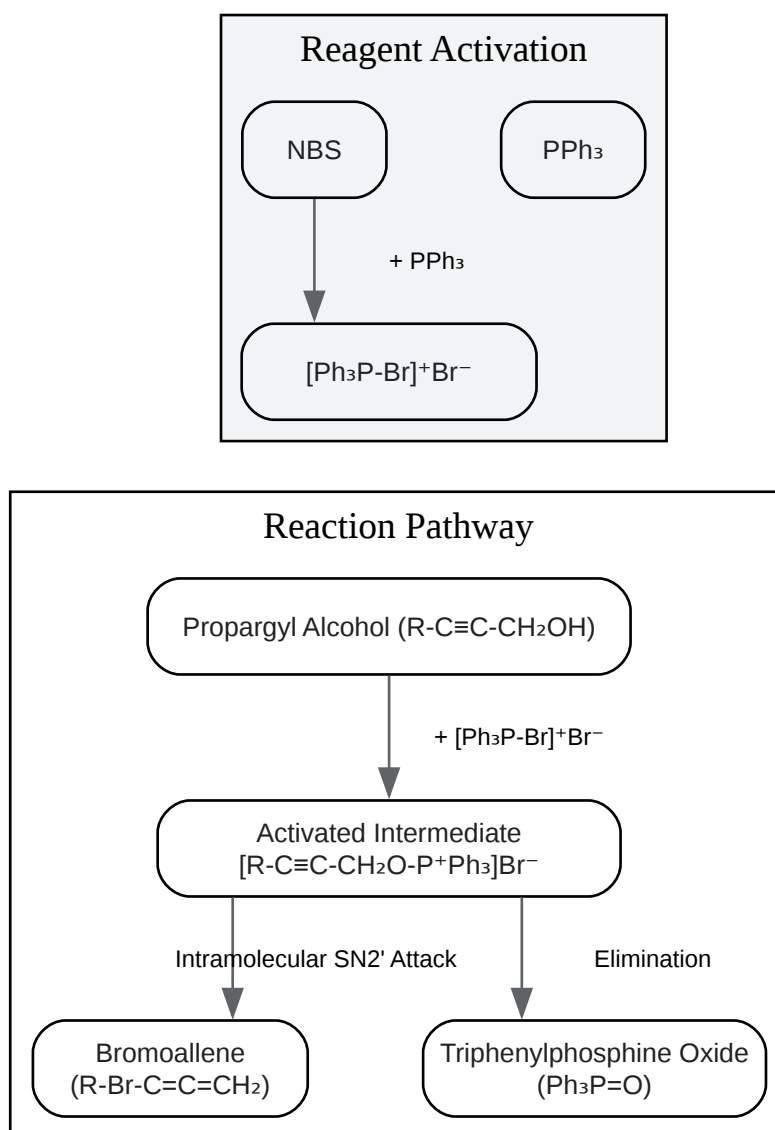 Reagent Activation
NBS
PPh₃
+ PPh₃
[Ph₃P-Br]⁺Br⁻
Reaction Pathway
Propargyl Alcohol (R-C≡C-CH₂OH)
+ [Ph₃P-Br]⁺Br⁻
Activated Intermediate
[R-C≡C-CH₂O-P⁺Ph₃]Br⁻
Intramolecular SN2' Attack
Elimination
Bromoallene
(R-Br-C=C=CH₂)
Triphenylphosphine Oxide
(Ph₃P=O)